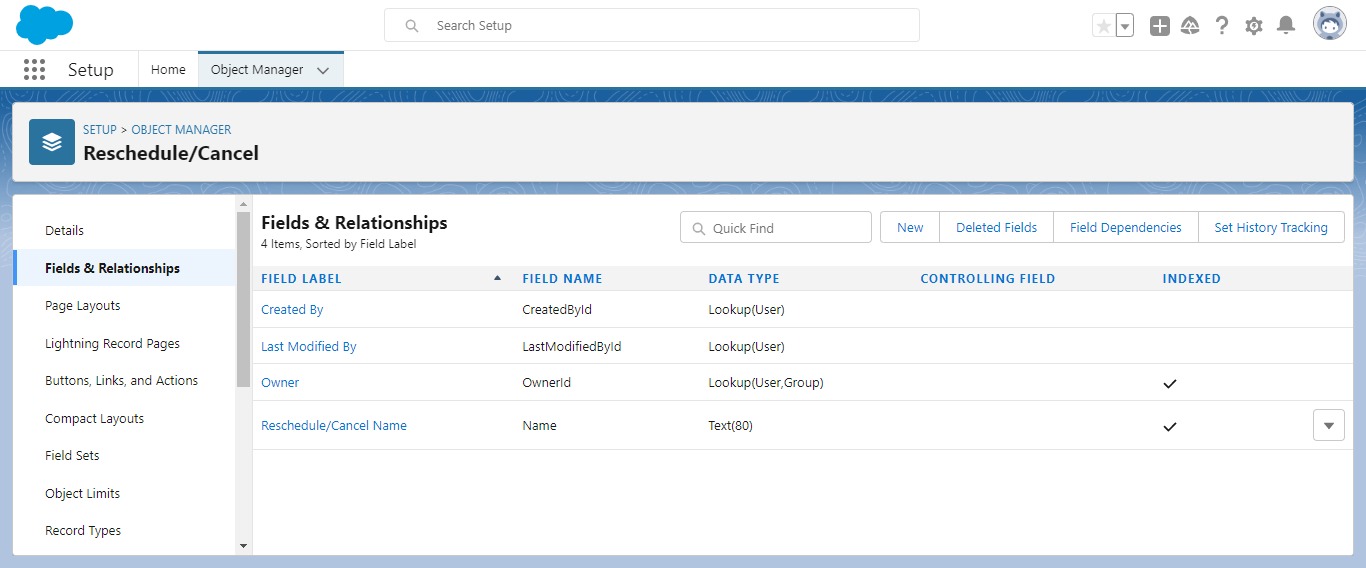 Search Setup
Setup Home Object Manager
SETUP > OBJECT MANAGER
Reschedule/Cancel
Details
Fields & Relationships
Page Layouts
Lightning Record Pages
Buttons, Links, and Actions
Compact Layouts
Field Sets
Object Limits
Record Types
Fields & Relationships
4 Items, Sorted by Field Label
Quick Find New Deleted Fields Field Dependencies Set History Tracking
FIELD LABEL FIELD NAME DATA TYPE CONTROLLING FIELD INDEXED
Created By CreatedById Lookup(User)
Last Modified By LastModifiedById Lookup(User)
Owner OwnerId Lookup(User,Group)
Reschedule/Cancel Name Name Text(80)